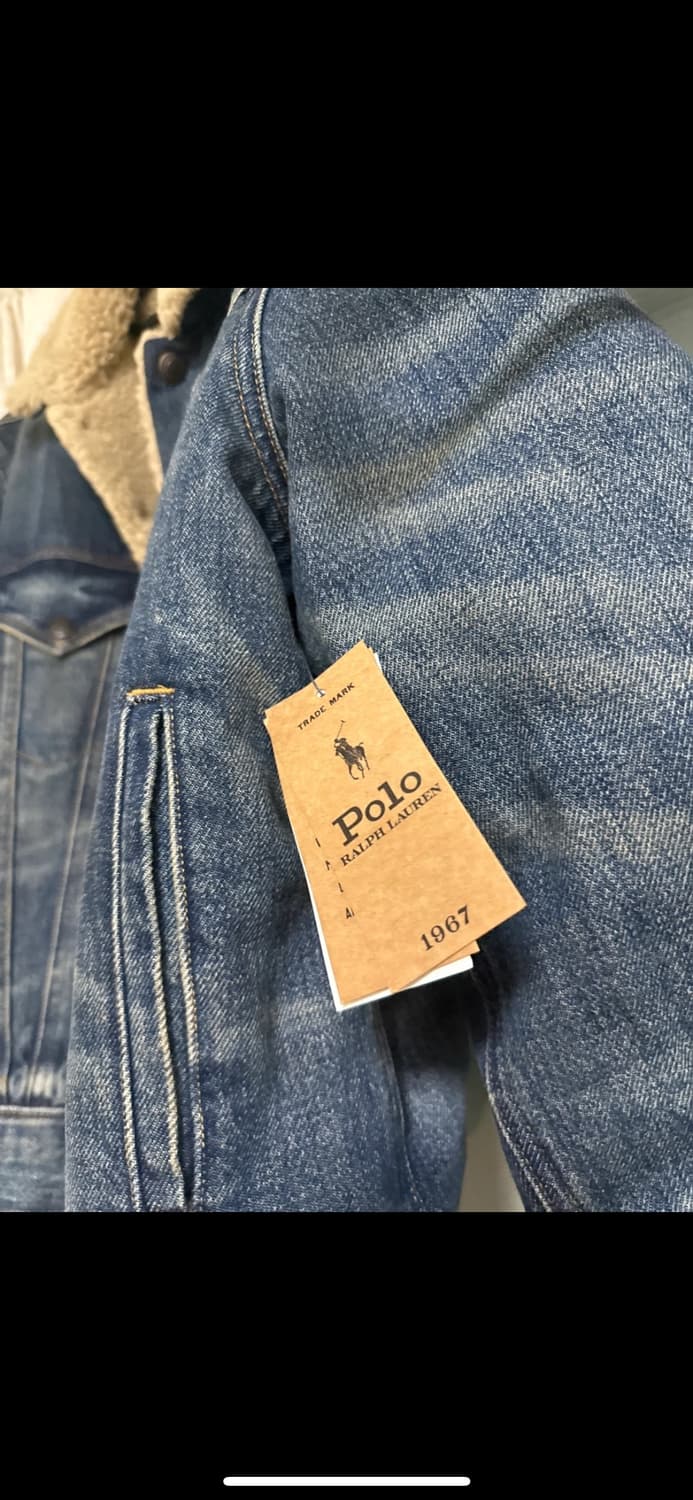 TRADE MARK
Polo
RALPH LAUREN
1967